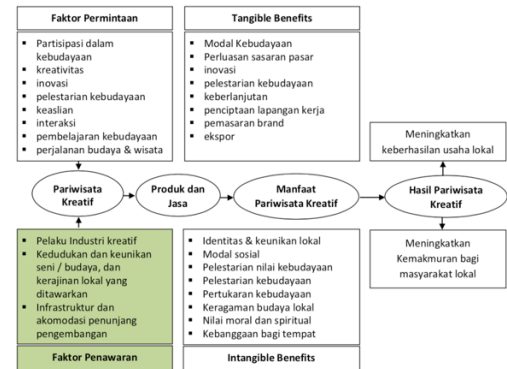 Faktor Permintaan
Partisipasi dalam
kebudayaan
kreativitas
inovasi
pelestarian kebudayaan
keaslian
interaksi
pembelajaran kebudayaan
perjalanan budaya & wisata
Tangible Benefits
Modal Kebudayaan
Perluasan sasaran pasar
inovasi
pelestarian kebudayaan
keberlanjutan
penciptaan lapangan kerja
pemasaran brand
ekspor
Meningkatkan
keberhasilan usaha lokal
Pariwisata
Kreatif
Produk dan
Jasa
Manfaat
Pariwisata Kreatif
Hasil Pariwisata
Kreatif
Pelaku Industri kreatif
Kedudukan dan keunikan
seni / budaya, dan
kerajinan lokal yang
ditawarkan
Infrastruktur dan
akomodasi penunjang
pengembangan
Faktor Penawaran
Identitas & keunikan lokal
Modal sosial
Pelestarian nilai kebudayaan
Pelestarian kebudayaan
Pertukaran kebudayaan
Keragaman budaya lokal
Nilai moral dan spiritual
Kebanggaan bagi tempat
Intangible Benefits
Meningkatkan
Kemakmuran bagi
masyarakat lokal